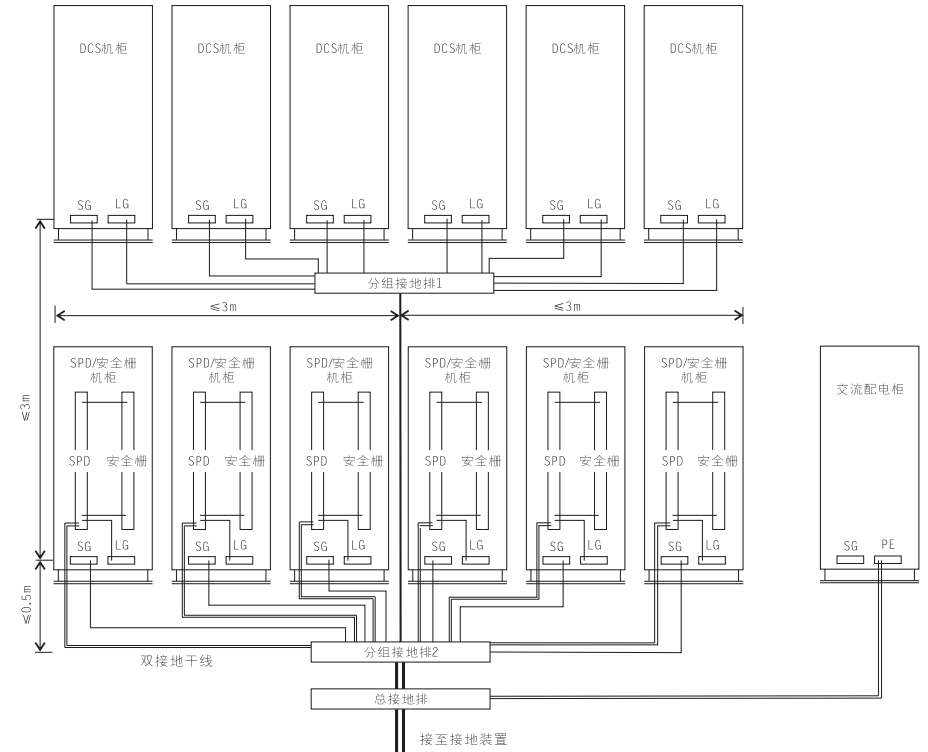 DCS机柜 DCS机柜 DCS机柜 DCS机柜 DCS机柜 DCS机柜
SG LG SG LG SG LG SG LG SG LG SG LG
分组接地排1
≤3m ≤3m
≤3m
SPD/安全栅 SPD/安全栅 SPD/安全栅 SPD/安全栅 SPD/安全栅 SPD/安全栅
机柜 机柜 机柜 机柜 机柜 机柜
交流配电柜
SPD 安全栅 SPD 安全栅 SPD 安全栅 SPD 安全栅 SPD 安全栅 SPD 安全栅
SG LG SG LG SG LG SG LG SG LG SG LG SG PE
≤0.5m
分组接地排2
双接地干线
总接地排
接至接地装置